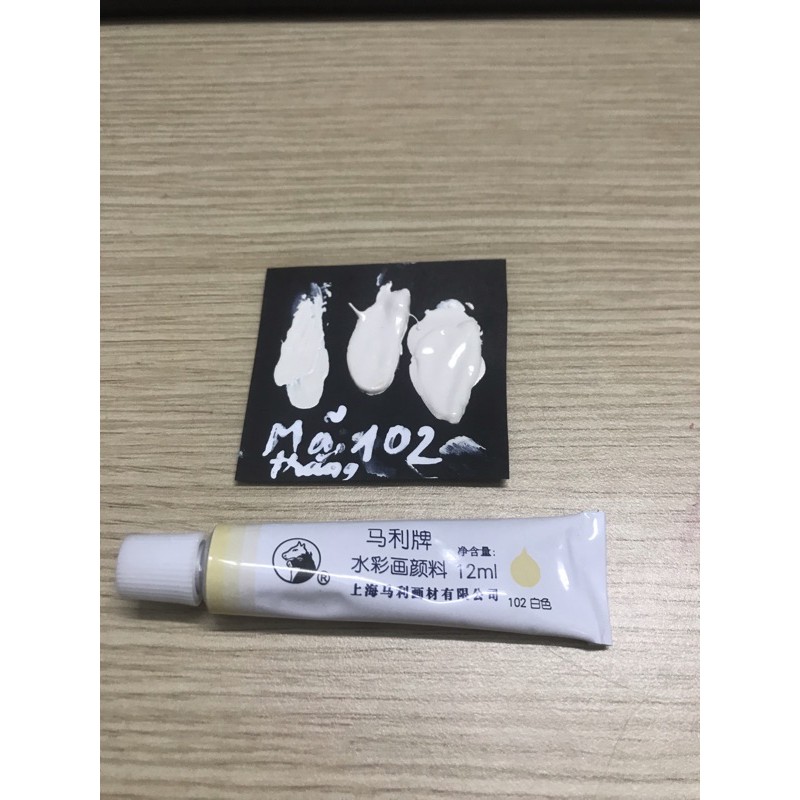 Mã 102
trắng
马利牌
水彩画颜料
净含量:
12ml
上海马利画材有限公司
102 白色
®